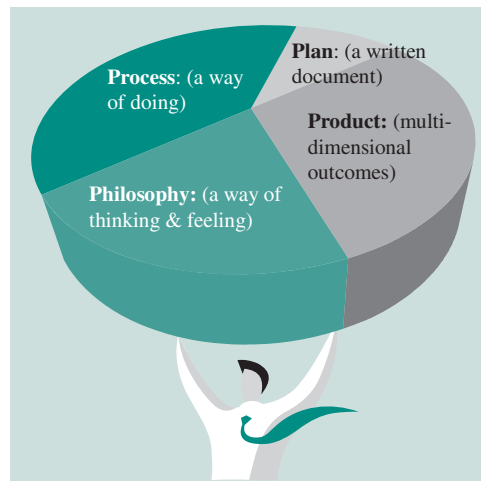 Plan: (a written
document)
Process: (a way
of doing)
Product: (multi-
dimensional
outcomes)
Philosophy: (a way of
thinking & feeling)